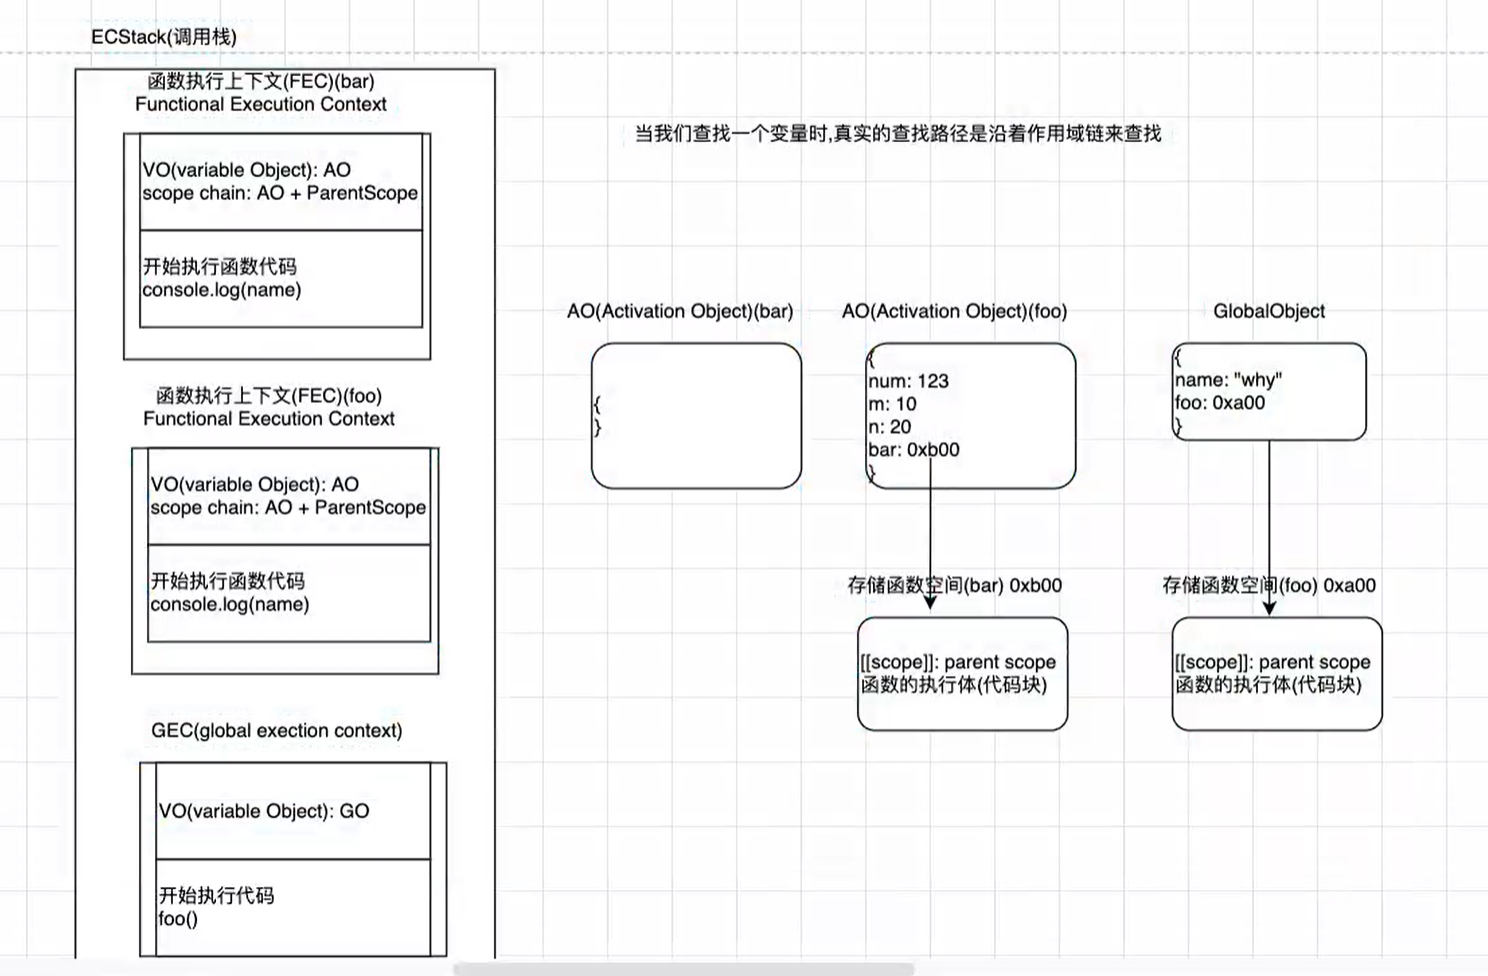 ECStack(调用栈)
函数执行上下文(FEC)(bar)
Functional Execution Context
VO(variable Object): AO
scope chain: AO + ParentScope
开始执行函数代码
console.log(name)
函数执行上下文(FEC)(foo)
Functional Execution Context
VO(variable Object): AO
scope chain: AO + ParentScope
开始执行函数代码
console.log(name)
GEC(global exection context)
VO(variable Object): GO
开始执行代码
foo()
当我们查找一个变量时,真实的查找路径是沿着作用域链来查找
AO(Activation Object)(bar)
{
}
AO(Activation Object)(foo)
{
num: 123
m: 10
n: 20
bar: 0xb00
}
GlobalObject
{
name: "why"
foo: 0xa00
}
存储函数空间(bar) 0xb00
[[scope]]: parent scope
函数的执行体(代码块)
存储函数空间(foo) 0xa00
[[scope]]: parent scope
函数的执行体(代码块)